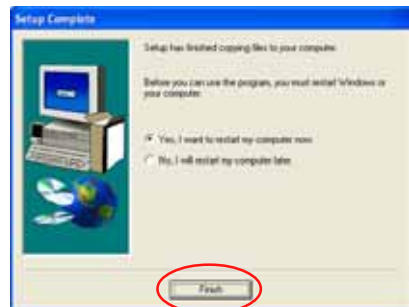 Setup Complete
Setup has finished copying files to your computer.
Before you can use the program, you must restart Windows or
your computer.
Yes, I want to restart my computer now.
No, I will restart my computer later.
Finish